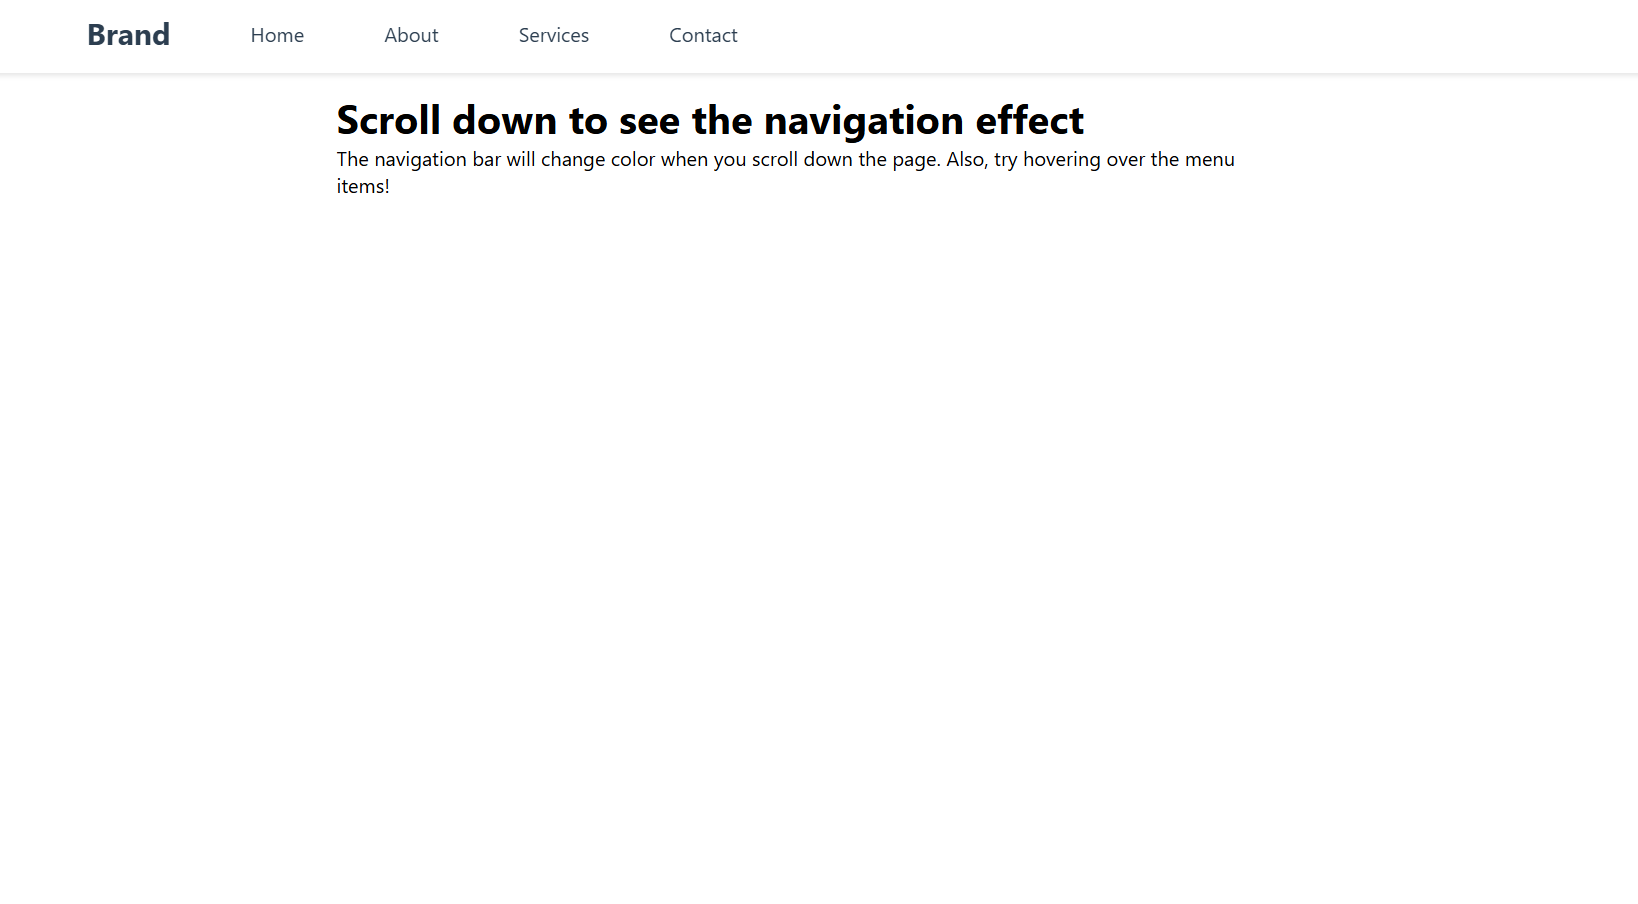 Brand Home About Services Contact
Scroll down to see the navigation effect
The navigation bar will change color when you scroll down the page. Also, try hovering over the menu
items!